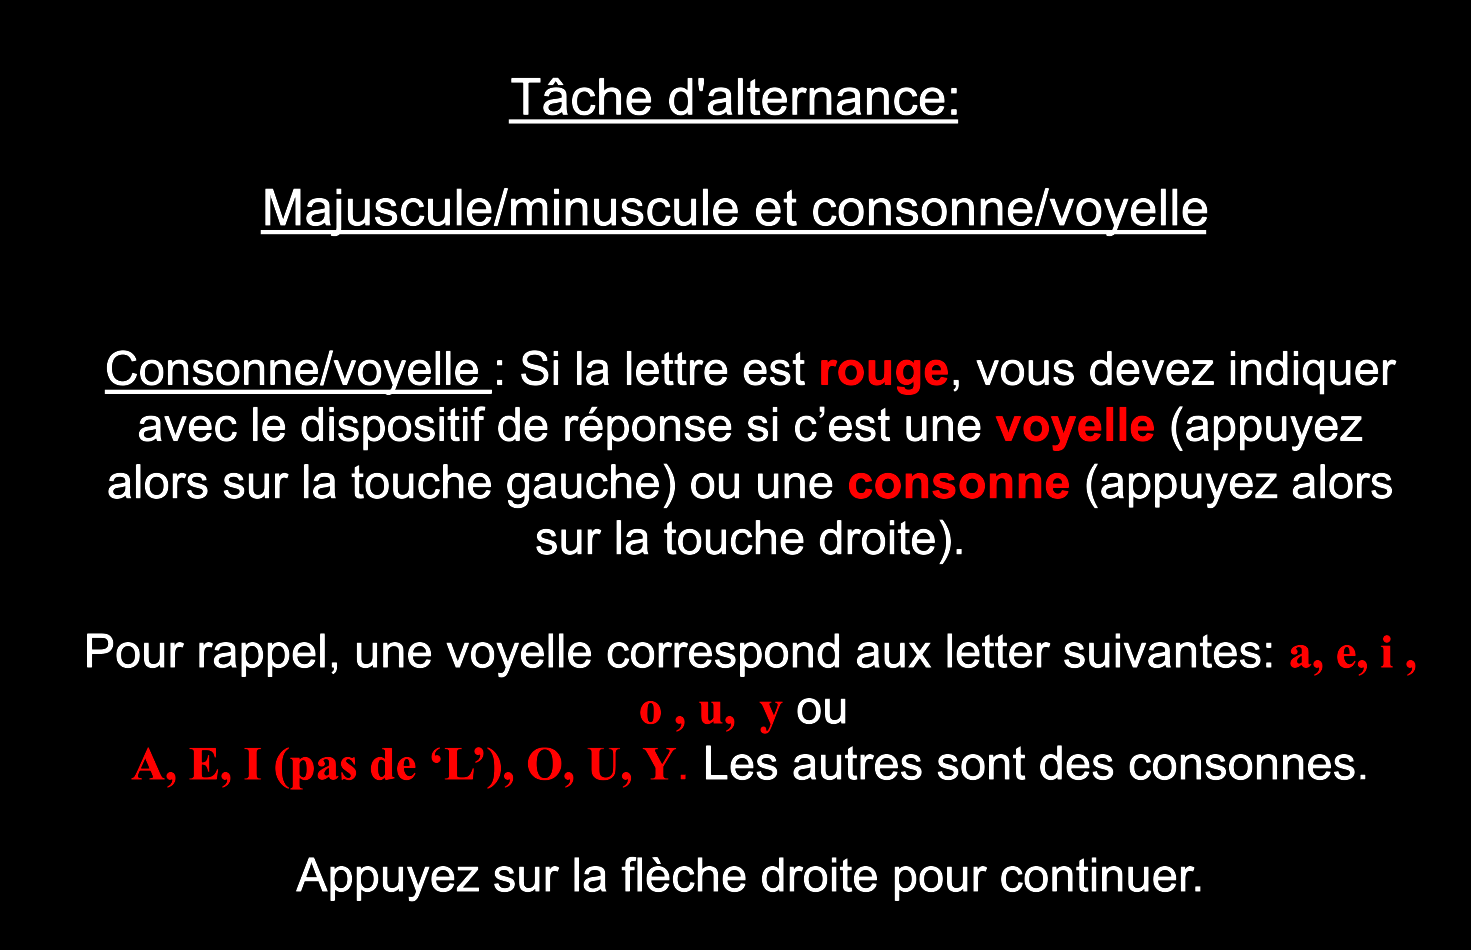 Tâche d'alternance:
Majuscule/minuscule et consonne/voyelle
Consonne/voyelle : Si la lettre est rouge, vous devez indiquer
avec le dispositif de réponse si c’est une voyelle (appuyez
alors sur la touche gauche) ou une consonne (appuyez alors
sur la touche droite).
Pour rappel, une voyelle correspond aux letter suivantes: a, e, i ,
o , u, y ou
A, E, I (pas de ‘L’), O, U, Y. Les autres sont des consonnes.
Appuyez sur la flèche droite pour continuer.